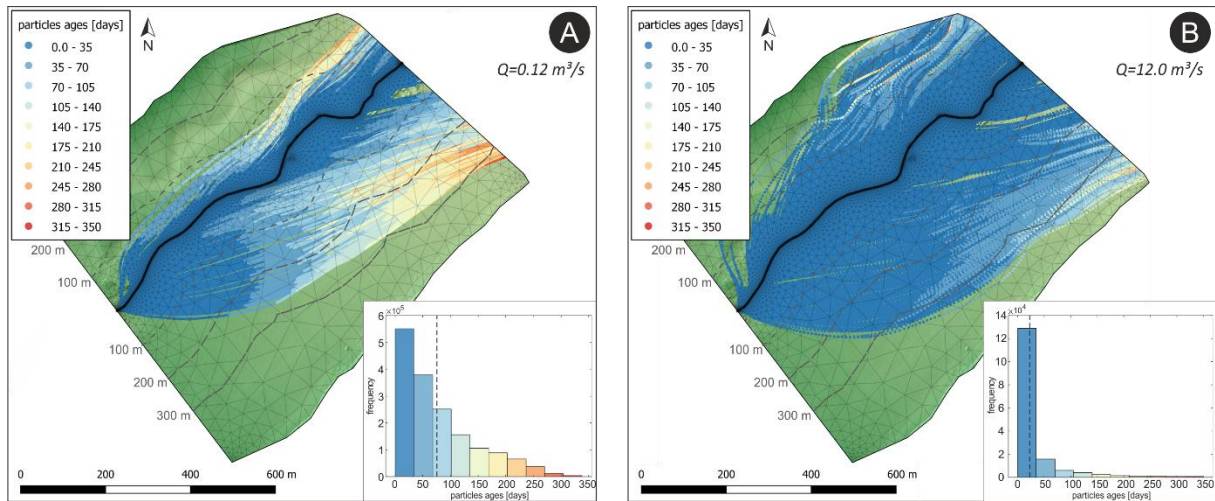 particles ages [days]
0.0 - 35
35 - 70
70 - 105
105 - 140
140 - 175
175 - 210
210 - 245
245 - 280
280 - 315
315 - 350
N
A
Q=0.12 m³/s
200 m
100 m
100 m
200 m
300 m
0 200 400 600 m
×10⁵
6
5
4
3
2
1
0
frequency
0 50 100 150 200 250 300 350
particles ages [days]
particles ages [days]
0.0 - 35
35 - 70
70 - 105
105 - 140
140 - 175
175 - 210
210 - 245
245 - 280
280 - 315
315 - 350
N
B
Q=12.0 m³/s
200 m
100 m
100 m
200 m
300 m
0 200 400 600 m
×10⁴
14
12
10
8
6
4
2
0
frequency
0 50 100 150 200 250 300 350
particles ages [days]